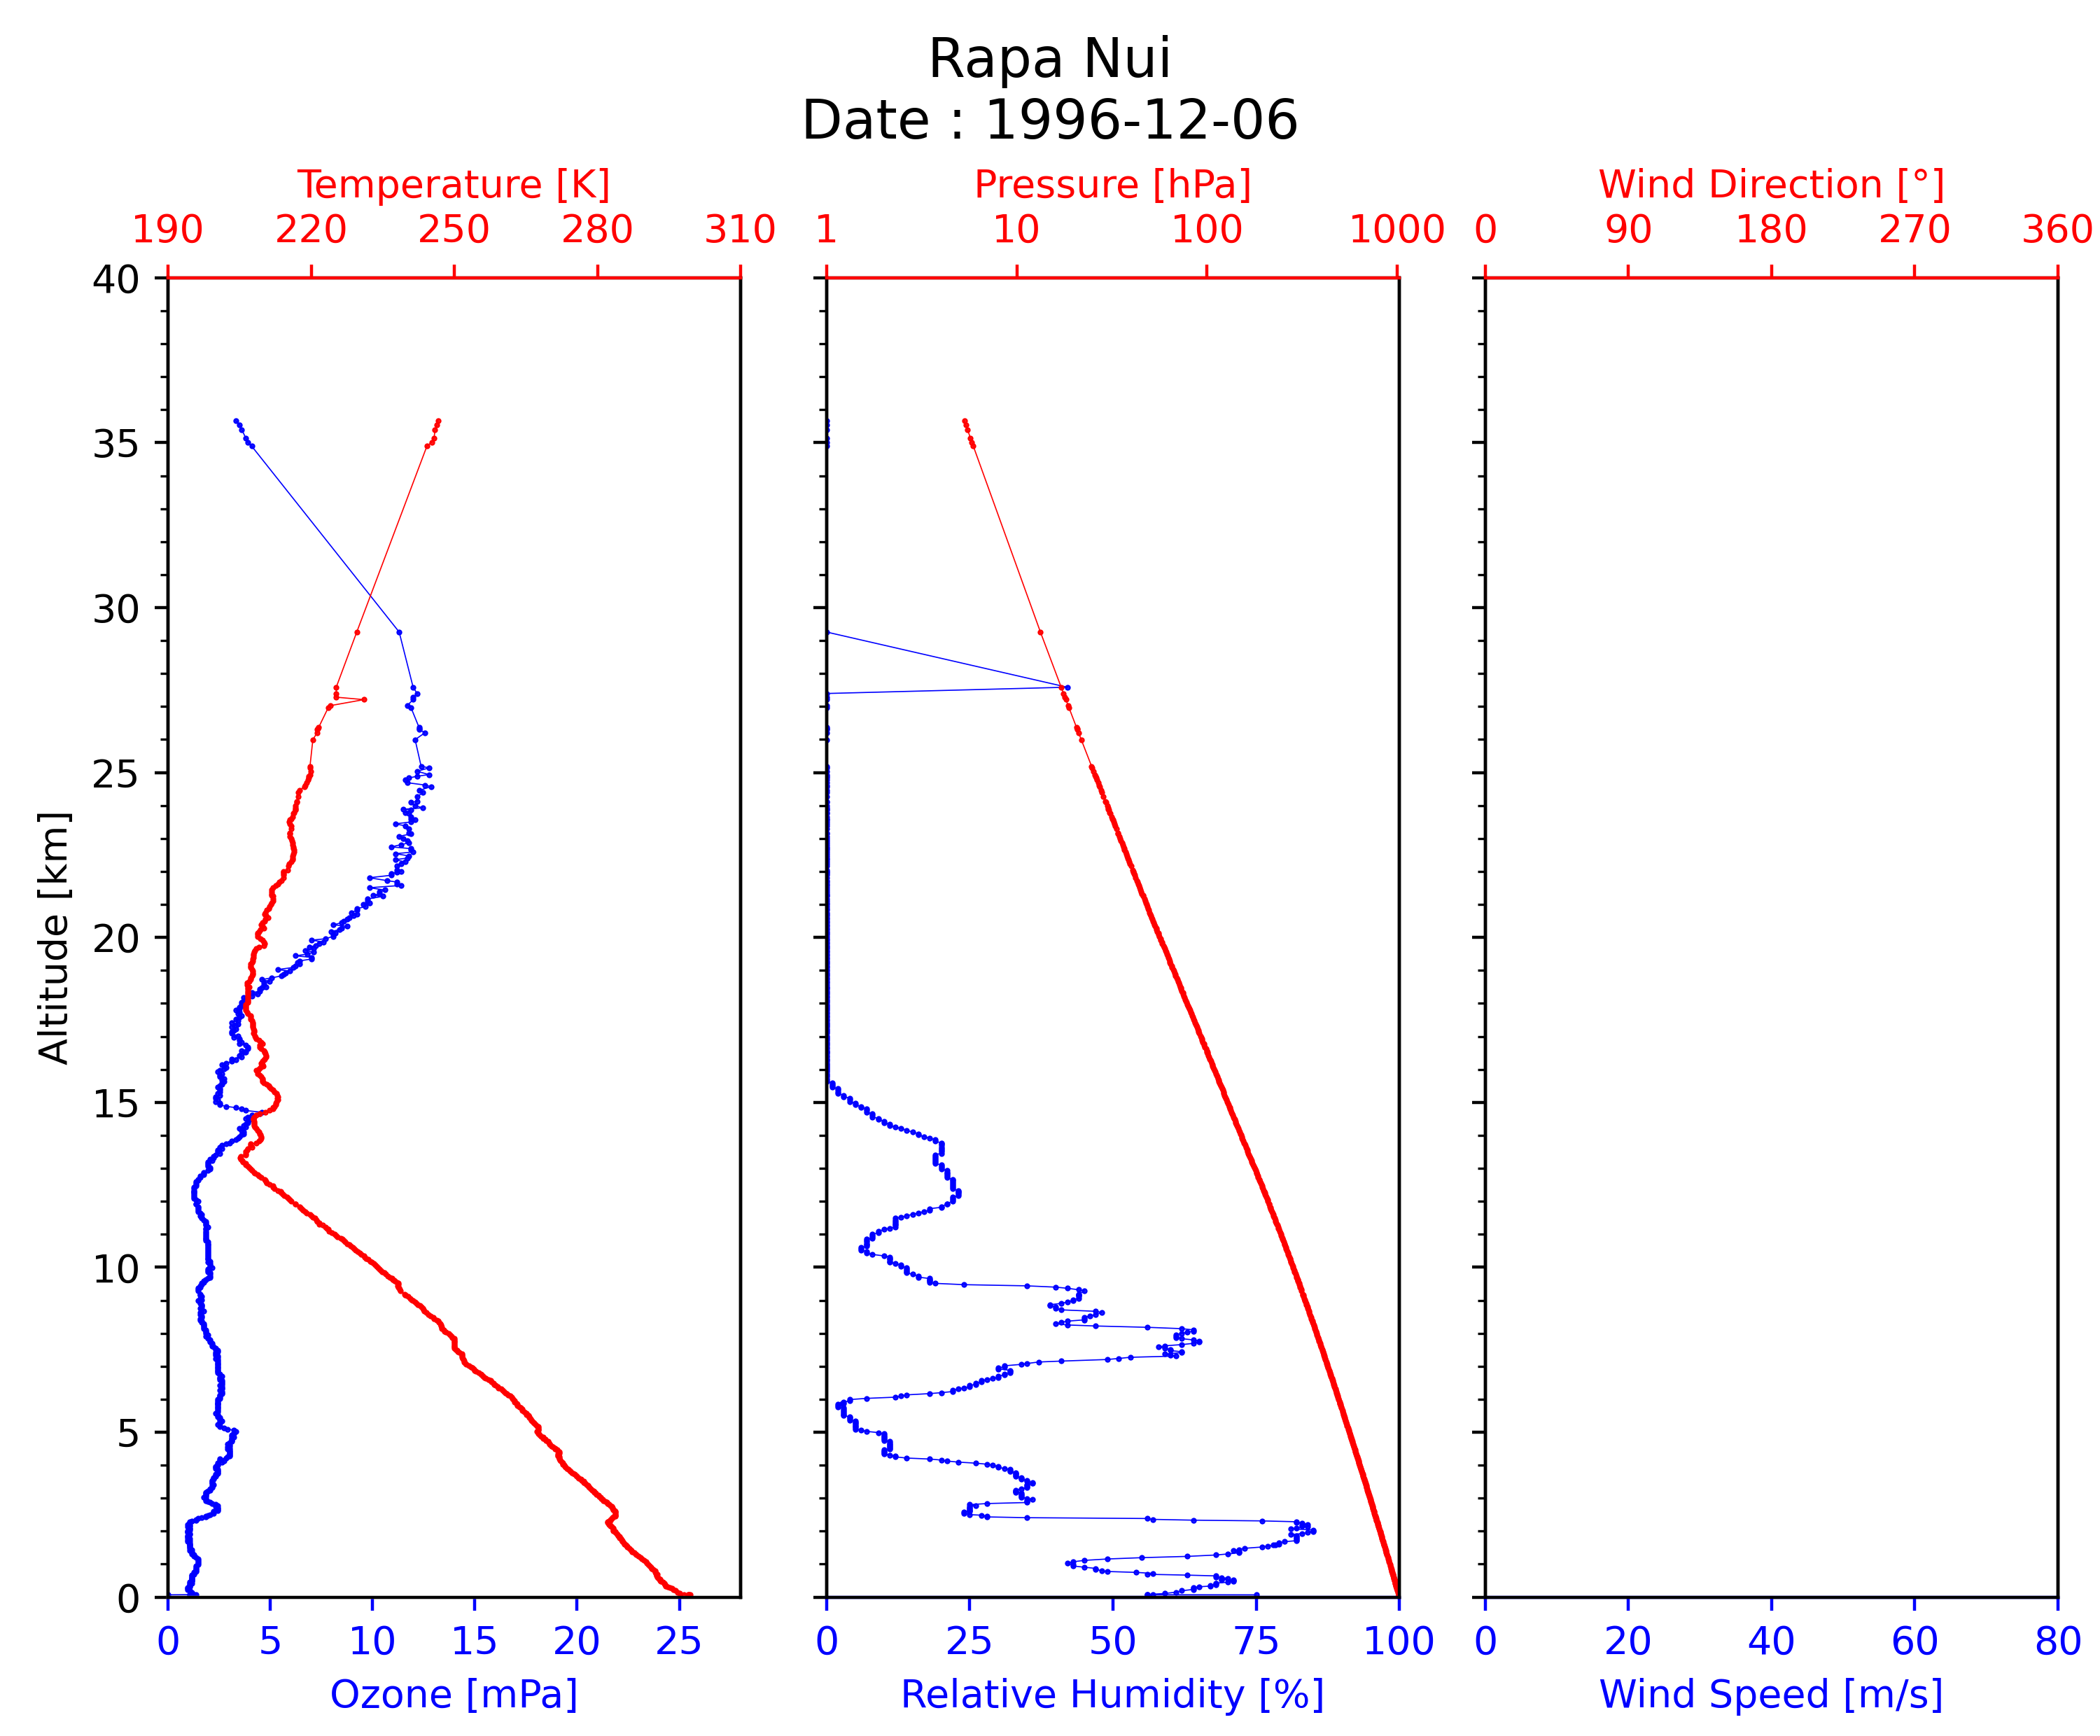 Rapa Nui
Date : 1996-12-06
Temperature [K]
190 220 250 280 310
Pressure [hPa]
1 10 100 1000
Wind Direction [°]
0 90 180 270 360
Altitude [km]
40
35
30
25
20
15
10
5
0
0 5 10 15 20 25
Ozone [mPa]
0 25 50 75 100
Relative Humidity [%]
0 20 40 60 80
Wind Speed [m/s]